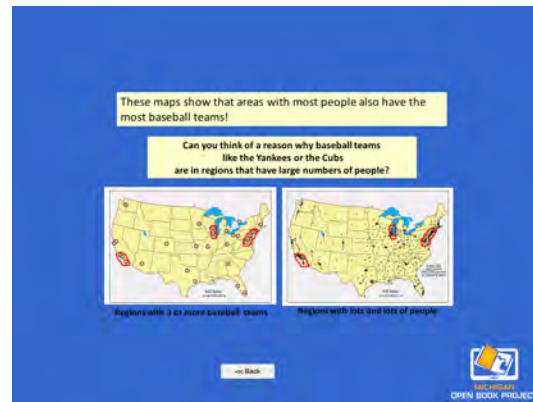 These maps show that areas with most people also have the
most baseball teams!
Can you think of a reason why baseball teams
like the Yankees or the Cubs
are in regions that have large numbers of people?
Regions with 3 or more baseball teams
Regions with lots and lots of people
<< Back
MICHIGAN
OPEN BOOK PROJECT